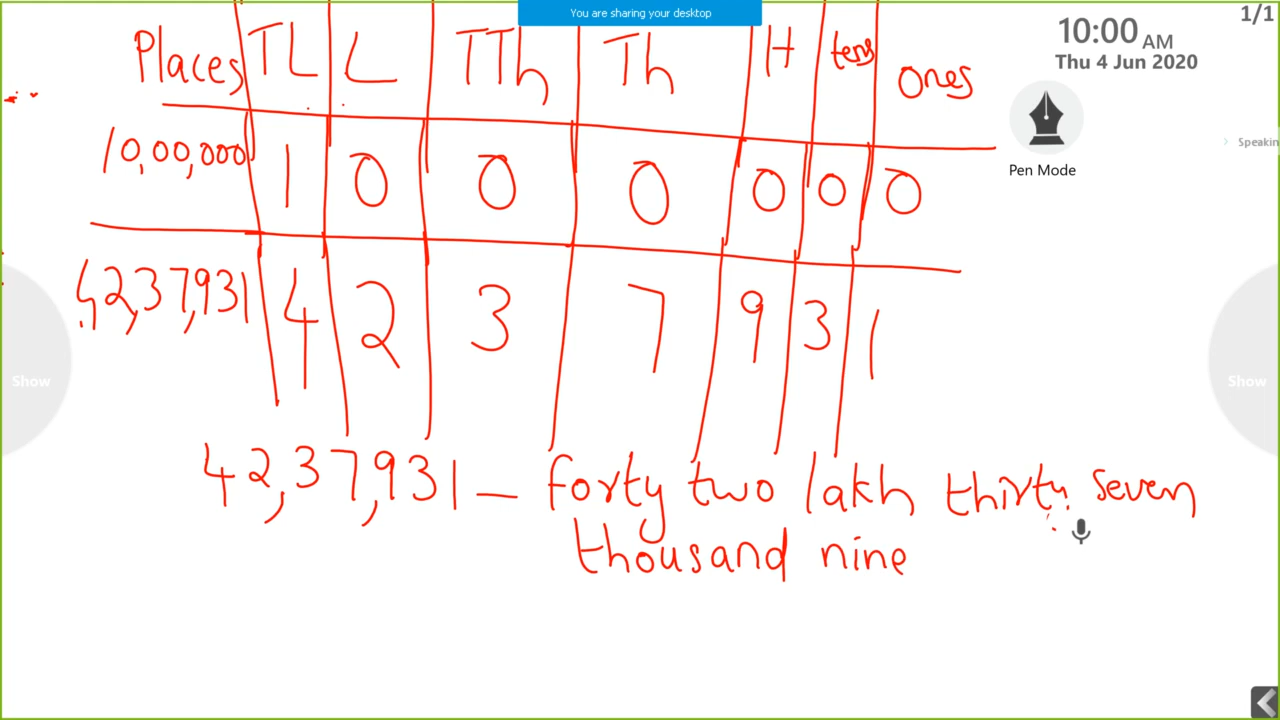 You are sharing your desktop
1/1
10:00 AM
Thu 4 Jun 2020
Places TL L TTh Th H tens ones
Pen Mode
10,00,000 1 0 0 0 0 0 0
42,37,931 4 2 3 7 9 3 1
Show
Show
42,37,931 — forty two lakh thirty seven
thousand nine